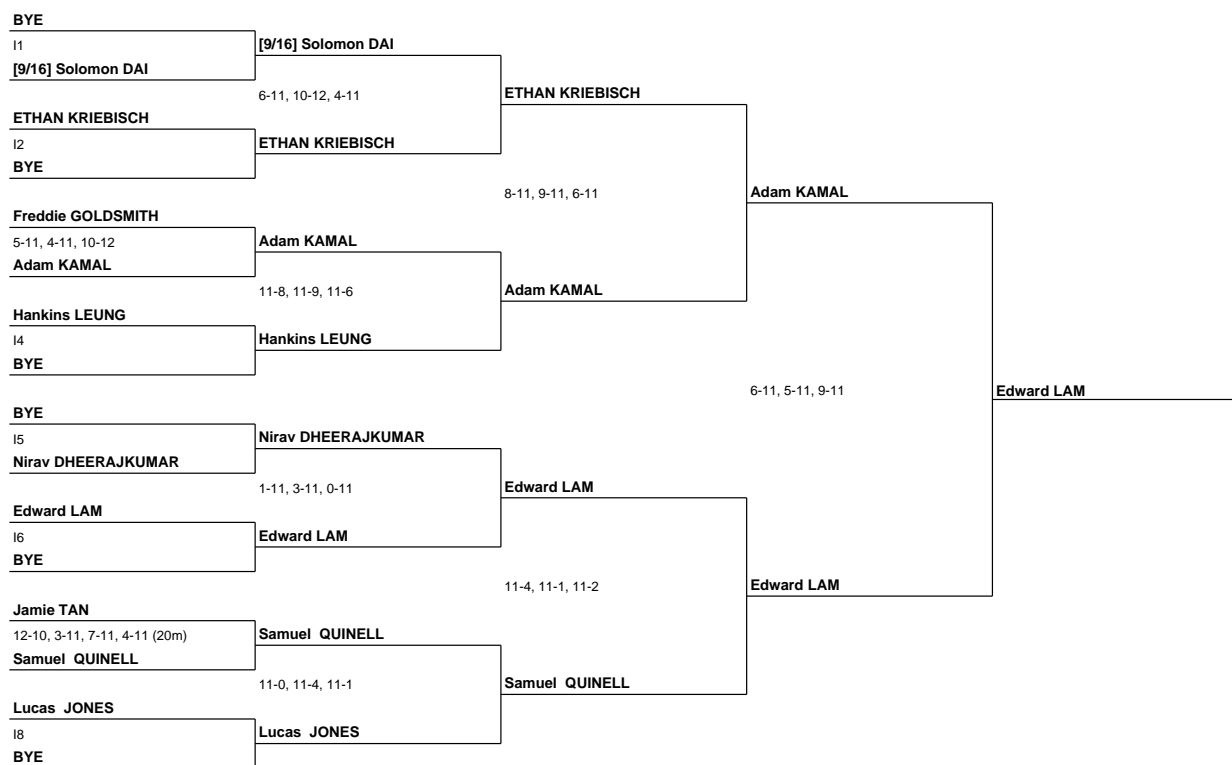 BYE
I1
[9/16] Solomon DAI
ETHAN KRIEBISCH
I2
BYE
Freddie GOLDSMITH
5-11, 4-11, 10-12
Adam KAMAL
Hankins LEUNG
I4
BYE
BYE
I5
Nirav DHEERAJKUMAR
Edward LAM
I6
BYE
Jamie TAN
12-10, 3-11, 7-11, 4-11 (20m)
Samuel  QUINELL
Lucas  JONES
I8
BYE
[9/16] Solomon DAI
6-11, 10-12, 4-11
ETHAN KRIEBISCH
Adam KAMAL
11-8, 11-9, 11-6
Hankins LEUNG
Nirav DHEERAJKUMAR
1-11, 3-11, 0-11
Edward LAM
Samuel  QUINELL
11-0, 11-4, 11-1
Lucas  JONES
ETHAN KRIEBISCH
8-11, 9-11, 6-11
Adam KAMAL
Edward LAM
11-4, 11-1, 11-2
Samuel  QUINELL
Adam KAMAL
6-11, 5-11, 9-11
Edward LAM
Edward LAM